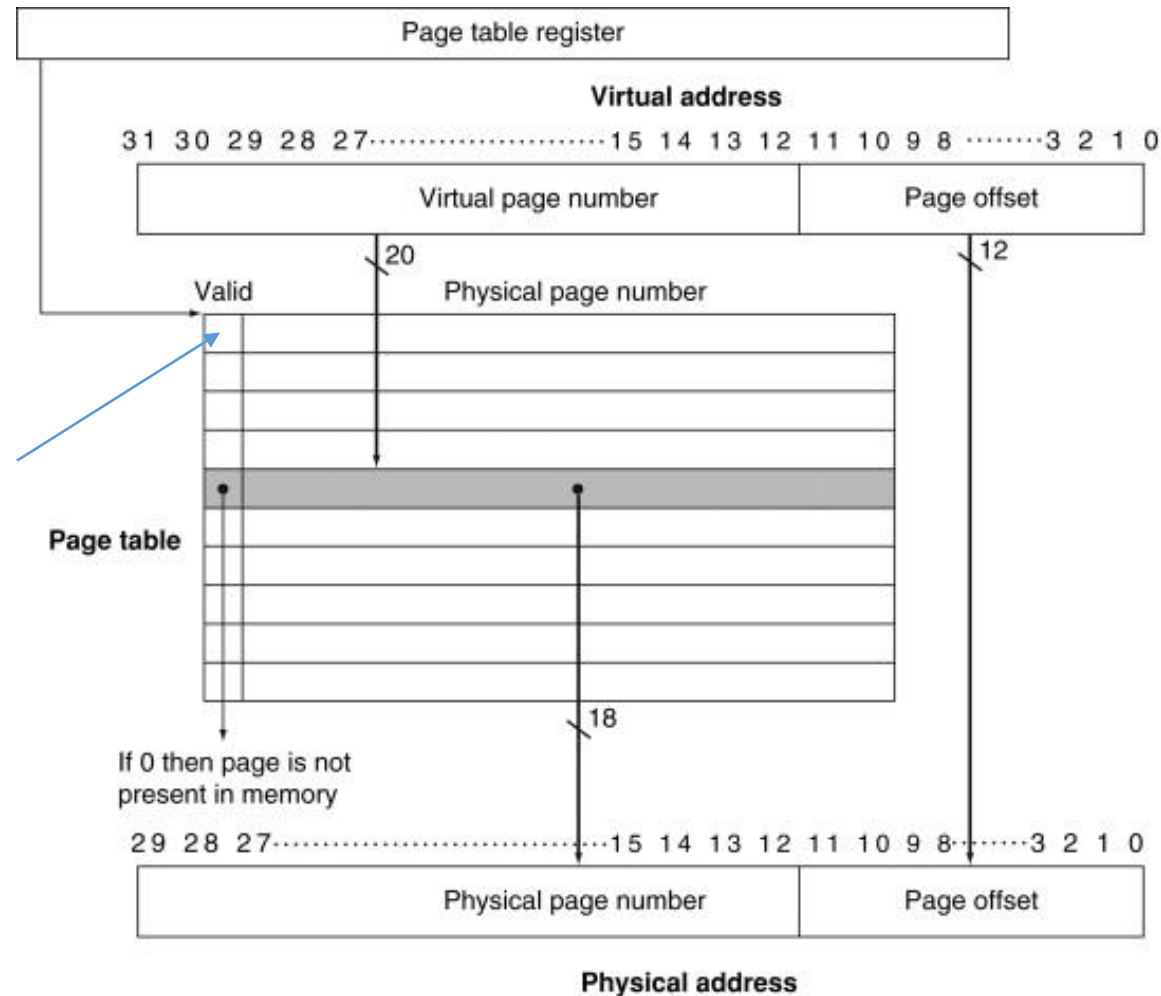 Page table register
Virtual address
31 30 29 28 27························15 14 13 12 11 10 9 8 ········3 2 1 0
Virtual page number Page offset
20 12
Valid Physical page number
Page table
18
If 0 then page is not
present in memory
29 28 27··································15 14 13 12 11 10 9 8········3 2 1 0
Physical page number Page offset
Physical address